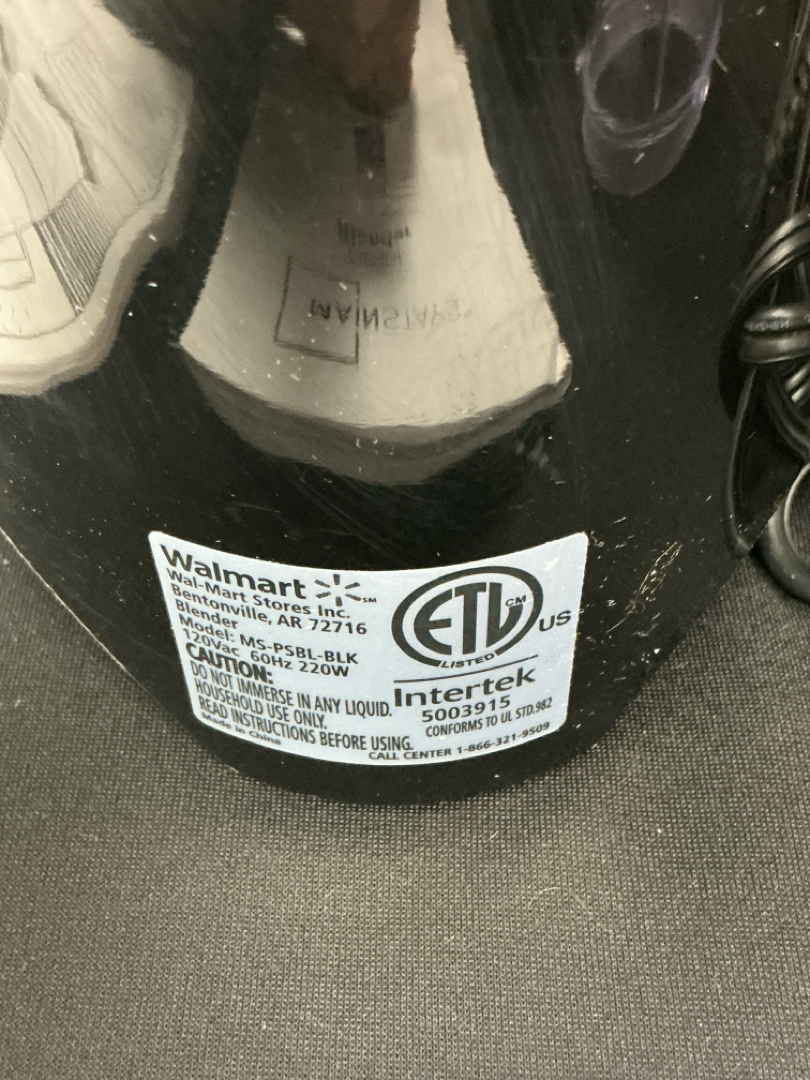 MAINSTAYS
Walmart
SM
Wal-Mart Stores Inc.
Bentonville, AR 72716
Blender
Model: MS-PSBL-BLK
120Vac 60Hz 220W
CAUTION:
DO NOT IMMERSE IN ANY LIQUID.
HOUSEHOLD USE ONLY.
READ INSTRUCTIONS BEFORE USING.
Made in China
ETL
CM
US
LISTED
Intertek
5003915
CONFORMS TO UL STD.982
CALL CENTER 1-866-321-9509